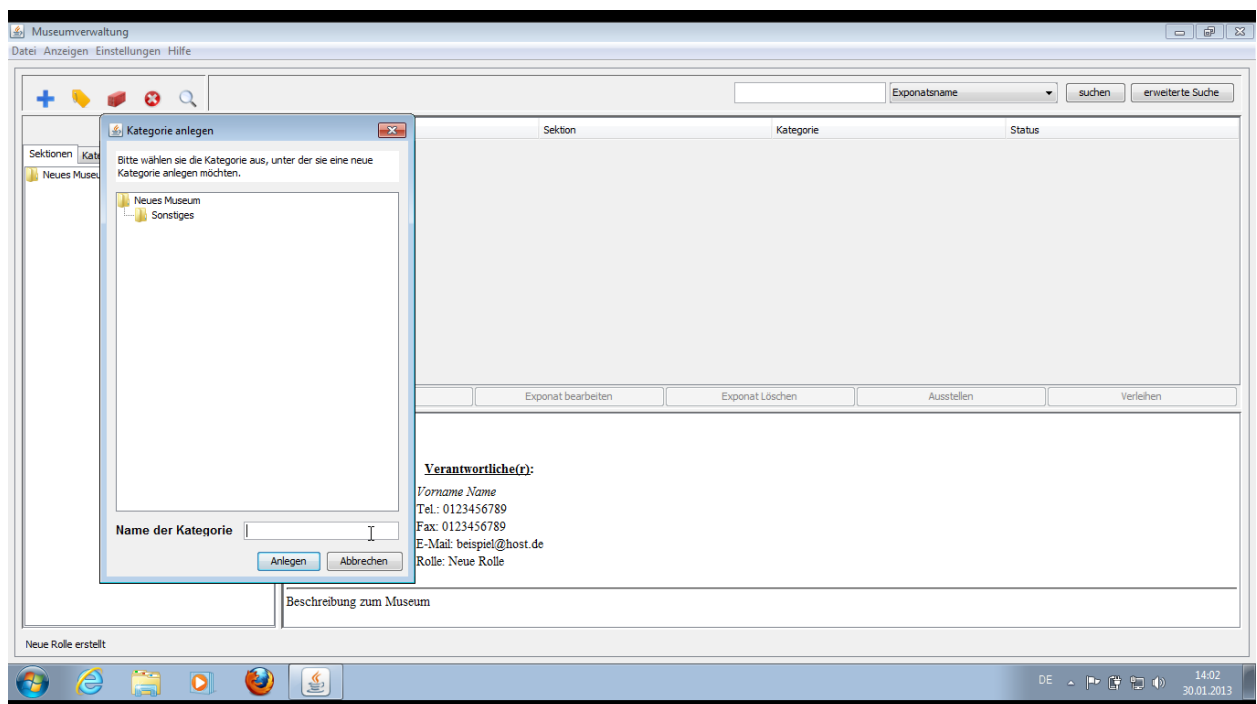 Museumverwaltung
Datei Anzeigen Einstellungen Hilfe
Exponatsname
suchen
erweiterte Suche
Kategorie anlegen
Sektion
Kategorie
Status
Sektionen
Bitte wählen sie die Kategorie aus, unter der sie eine neue
Kategorie anlegen möchten.
Neues Museum
Sonstiges
Exponat bearbeiten
Exponat Löschen
Ausstellen
Verleihen
Verantwortliche(r):
Vorname Name
Tel.: 0123456789
Fax: 0123456789
E-Mail: beispiel@host.de
Rolle: Neue Rolle
Name der Kategorie
Anlegen
Abbrechen
Beschreibung zum Museum
Neue Rolle erstellt
DE
14:02
30.01.2013